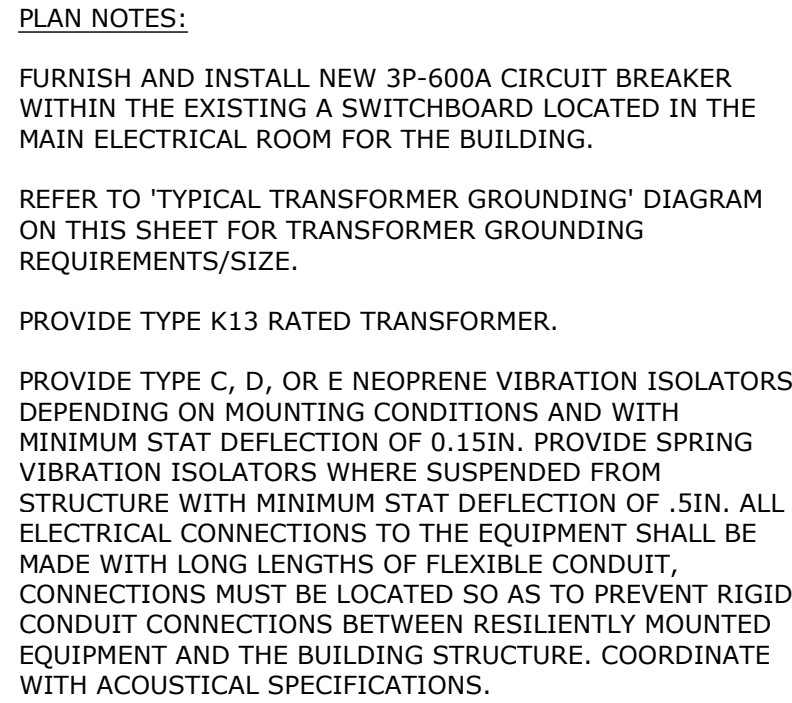 PLAN NOTES:
FURNISH AND INSTALL NEW 3P-600A CIRCUIT BREAKER
WITHIN THE EXISTING A SWITCHBOARD LOCATED IN THE
MAIN ELECTRICAL ROOM FOR THE BUILDING.
REFER TO 'TYPICAL TRANSFORMER GROUNDING' DIAGRAM
ON THIS SHEET FOR TRANSFORMER GROUNDING
REQUIREMENTS/SIZE.
PROVIDE TYPE K13 RATED TRANSFORMER.
PROVIDE TYPE C, D, OR E NEOPRENE VIBRATION ISOLATORS
DEPENDING ON MOUNTING CONDITIONS AND WITH
MINIMUM STAT DEFLECTION OF 0.15IN. PROVIDE SPRING
VIBRATION ISOLATORS WHERE SUSPENDED FROM
STRUCTURE WITH MINIMUM STAT DEFLECTION OF .5IN. ALL
ELECTRICAL CONNECTIONS TO THE EQUIPMENT SHALL BE
MADE WITH LONG LENGTHS OF FLEXIBLE CONDUIT,
CONNECTIONS MUST BE LOCATED SO AS TO PREVENT RIGID
CONDUIT CONNECTIONS BETWEEN RESILIENTLY MOUNTED
EQUIPMENT AND THE BUILDING STRUCTURE. COORDINATE
WITH ACOUSTICAL SPECIFICATIONS.